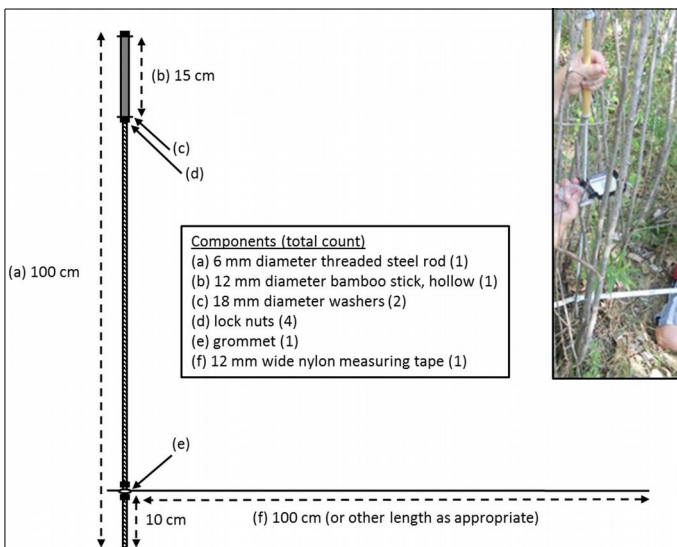 (b) 15 cm
(c)
(d)
(a) 100 cm
Components (total count)
(a) 6 mm diameter threaded steel rod (1)
(b) 12 mm diameter bamboo stick, hollow (1)
(c) 18 mm diameter washers (2)
(d) lock nuts (4)
(e) grommet (1)
(f) 12 mm wide nylon measuring tape (1)
(e)
10 cm
(f) 100 cm (or other length as appropriate)